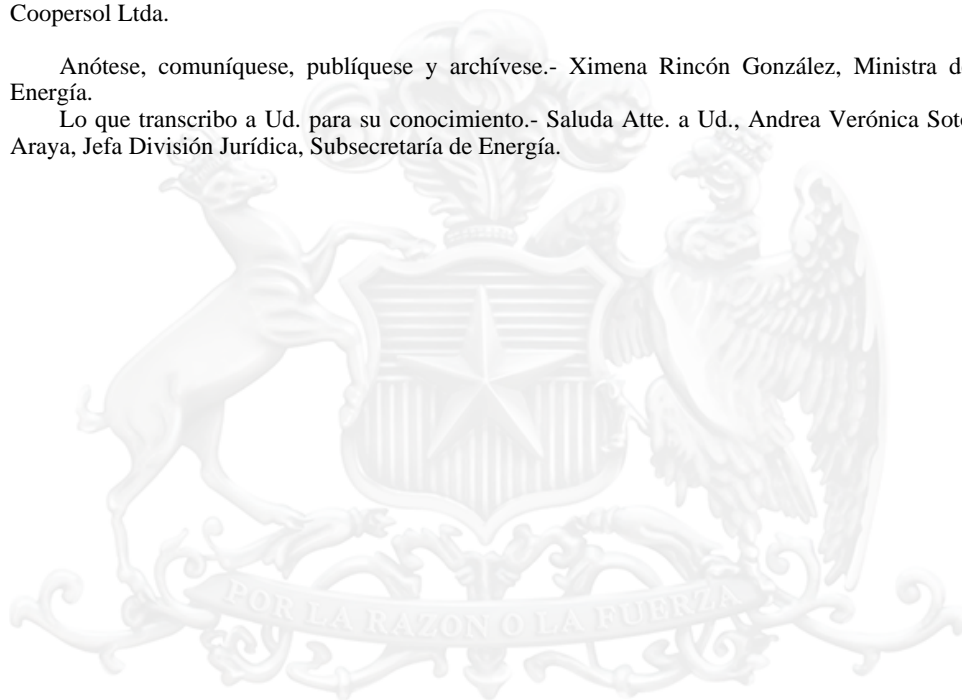 Coopersol Ltda.
Anótese, comuníquese, publíquese y archívese.- Ximena Rincón González, Ministra d
Energía.
Lo que transcribo a Ud. para su conocimiento.- Saluda Atte. a Ud., Andrea Verónica Sot
Araya, Jefa División Jurídica, Subsecretaría de Energía.
POR LA RAZON O LA FUERZA